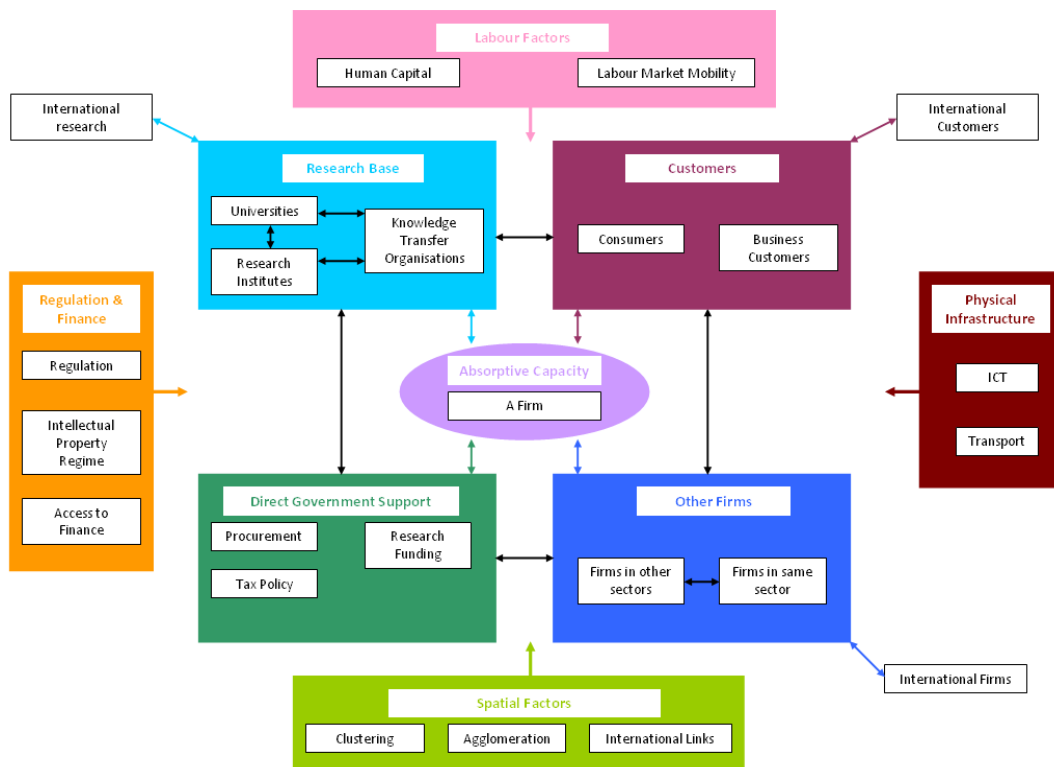 Labour Factors
Human Capital
Labour Market Mobility
International
research
International
Customers
Research Base
Universities
Knowledge
Transfer
Organisations
Research
Institutes
Customers
Consumers
Business
Customers
Regulation &
Finance
Regulation
Intellectual
Property
Regime
Access to
Finance
Physical
Infrastructure
ICT
Transport
Absorptive Capacity
A Firm
Direct Government Support
Procurement
Research
Funding
Tax Policy
Other Firms
Firms in other
sectors
Firms in same
sector
International Firms
Spatial Factors
Clustering
Agglomeration
International Links